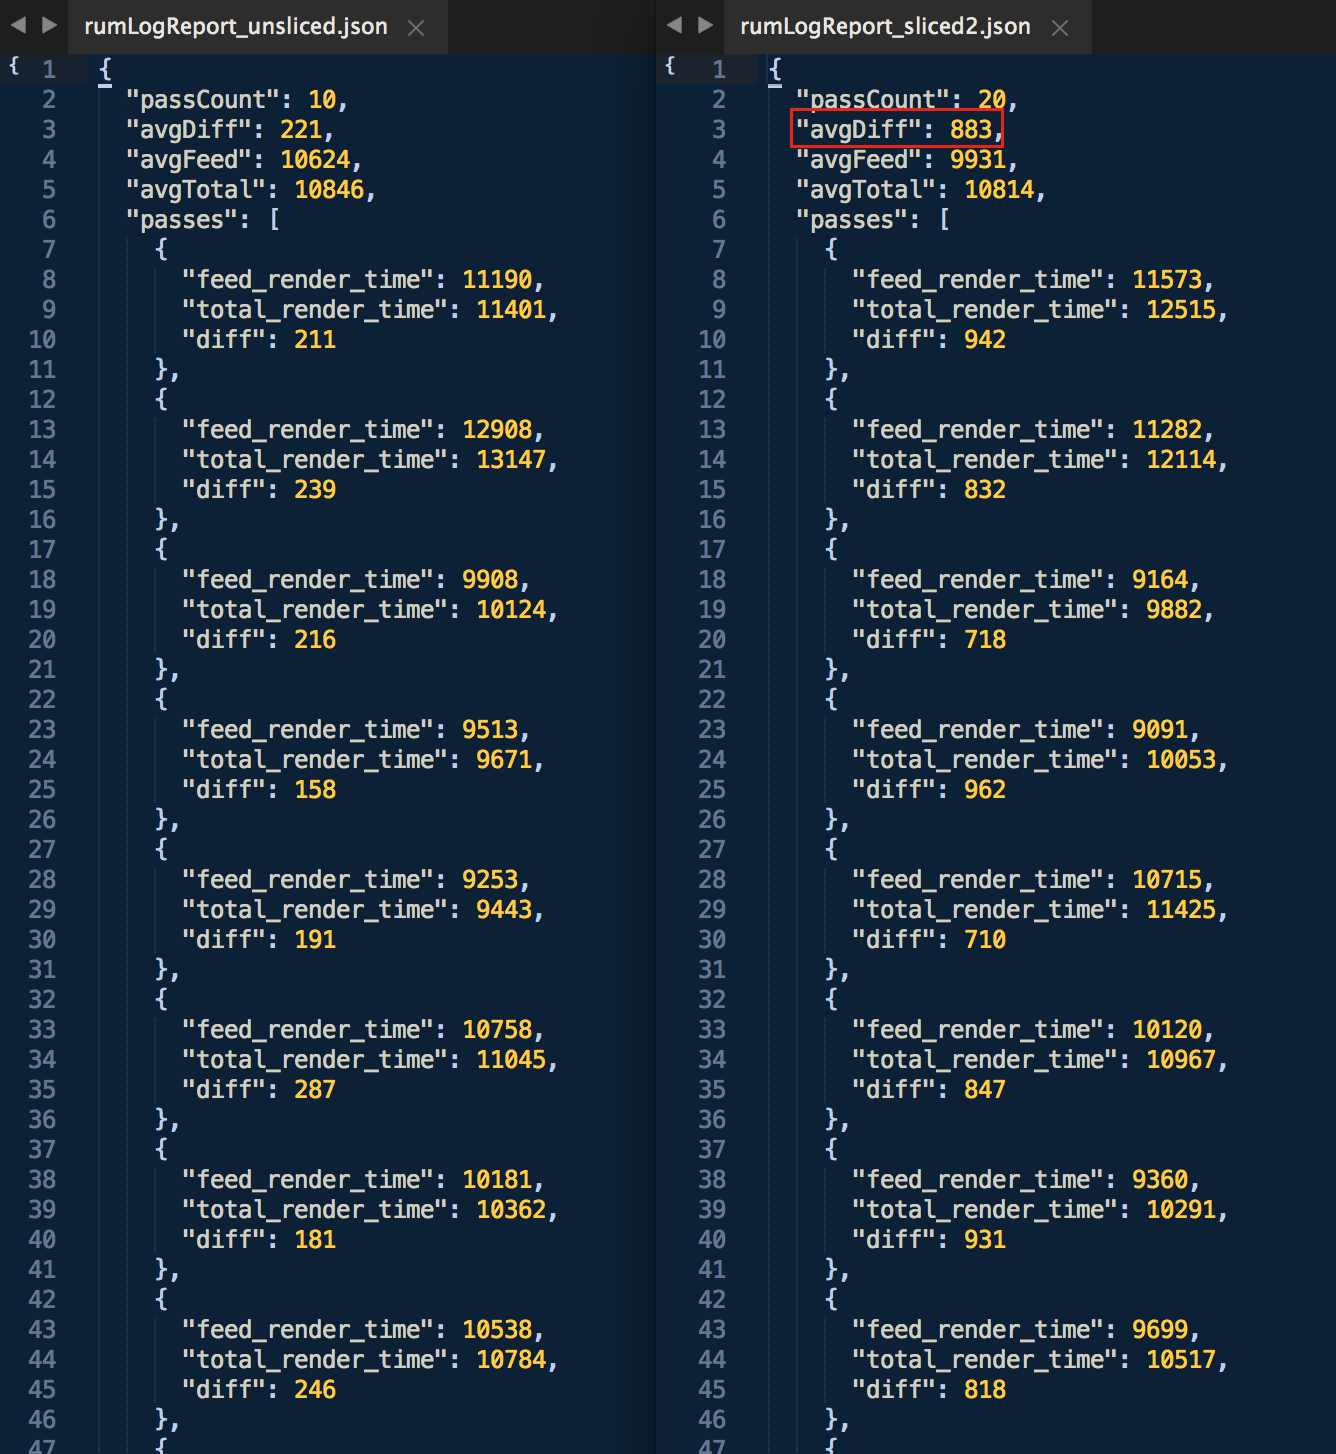 rumLogReport_unsliced.json
{ 1 {
2 "passCount": 10,
3 "avgDiff": 221,
4 "avgFeed": 10624,
5 "avgTotal": 10846,
6 "passes": [
7 {
8 "feed_render_time": 11190,
9 "total_render_time": 11401,
10 "diff": 211
11 },
12 {
13 "feed_render_time": 12908,
14 "total_render_time": 13147,
15 "diff": 239
16 },
17 {
18 "feed_render_time": 9908,
19 "total_render_time": 10124,
20 "diff": 216
21 },
22 {
23 "feed_render_time": 9513,
24 "total_render_time": 9671,
25 "diff": 158
26 },
27 {
28 "feed_render_time": 9253,
29 "total_render_time": 9443,
30 "diff": 191
31 },
32 {
33 "feed_render_time": 10758,
34 "total_render_time": 11045,
35 "diff": 287
36 },
37 {
38 "feed_render_time": 10181,
39 "total_render_time": 10362,
40 "diff": 181
41 },
42 {
43 "feed_render_time": 10538,
44 "total_render_time": 10784,
45 "diff": 246
46 },
47 {
rumLogReport_sliced2.json
{ 1 {
2 "passCount": 20,
3 "avgDiff": 883,
4 "avgFeed": 9931,
5 "avgTotal": 10814,
6 "passes": [
7 {
8 "feed_render_time": 11573,
9 "total_render_time": 12515,
10 "diff": 942
11 },
12 {
13 "feed_render_time": 11282,
14 "total_render_time": 12114,
15 "diff": 832
16 },
17 {
18 "feed_render_time": 9164,
19 "total_render_time": 9882,
20 "diff": 718
21 },
22 {
23 "feed_render_time": 9091,
24 "total_render_time": 10053,
25 "diff": 962
26 },
27 {
28 "feed_render_time": 10715,
29 "total_render_time": 11425,
30 "diff": 710
31 },
32 {
33 "feed_render_time": 10120,
34 "total_render_time": 10967,
35 "diff": 847
36 },
37 {
38 "feed_render_time": 9360,
39 "total_render_time": 10291,
40 "diff": 931
41 },
42 {
43 "feed_render_time": 9699,
44 "total_render_time": 10517,
45 "diff": 818
46 },
47 {